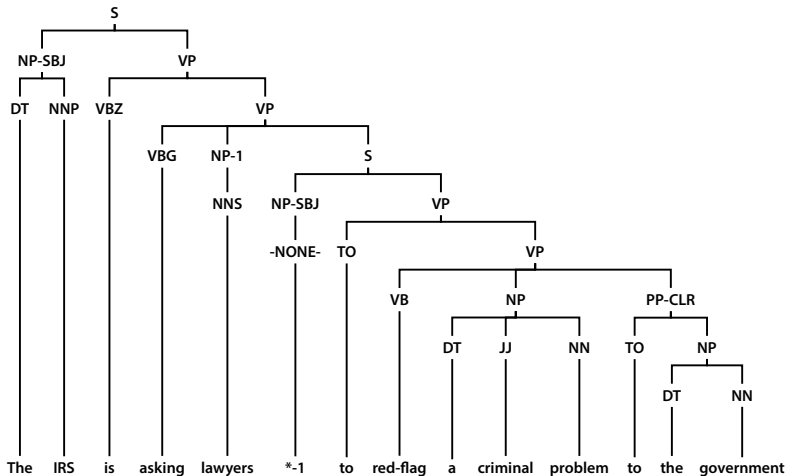 S
NP-SBJ VP
DT NNP VBZ VP
VBG NP-1 S
NNS NP-SBJ VP
-NONE- TO VP
VB NP PP-CLR
DT JJ NN TO NP
DT NN
The IRS is asking lawyers *-1 to red-flag a criminal problem to the government